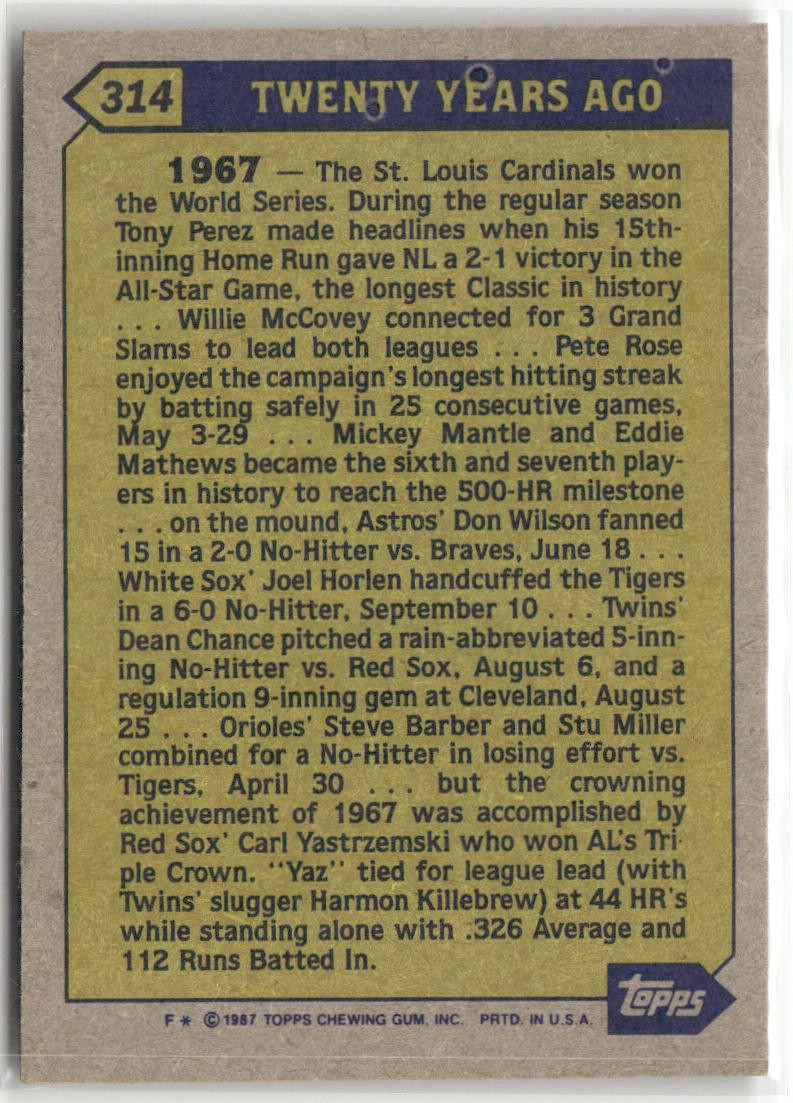 314 TWENTY YEARS AGO
1967 — The St. Louis Cardinals won
the World Series. During the regular season
Tony Perez made headlines when his 15th-
inning Home Run gave NL a 2-1 victory in the
All-Star Game, the longest Classic in history
. . . Willie McCovey connected for 3 Grand
Slams to lead both leagues . . . Pete Rose
enjoyed the campaign's longest hitting streak
by batting safely in 25 consecutive games,
May 3-29 . . . Mickey Mantle and Eddie
Mathews became the sixth and seventh play-
ers in history to reach the 500-HR milestone
. . . on the mound, Astros' Don Wilson fanned
15 in a 2-0 No-Hitter vs. Braves, June 18 . . .
White Sox' Joel Horlen handcuffed the Tigers
in a 6-0 No-Hitter, September 10 . . . Twins'
Dean Chance pitched a rain-abbreviated 5-inn-
ing No-Hitter vs. Red Sox, August 6, and a
regulation 9-inning gem at Cleveland, August
25 . . . Orioles' Steve Barber and Stu Miller
combined for a No-Hitter in losing effort vs.
Tigers, April 30 . . . but the crowning
achievement of 1967 was accomplished by
Red Sox' Carl Yastrzemski who won AL's Tri-
ple Crown. "Yaz" tied for league lead (with
Twins' slugger Harmon Killebrew) at 44 HR's
while standing alone with .326 Average and
112 Runs Batted In.
topps
F * © 1987 TOPPS CHEWING GUM, INC. PRTD. IN U.S.A.